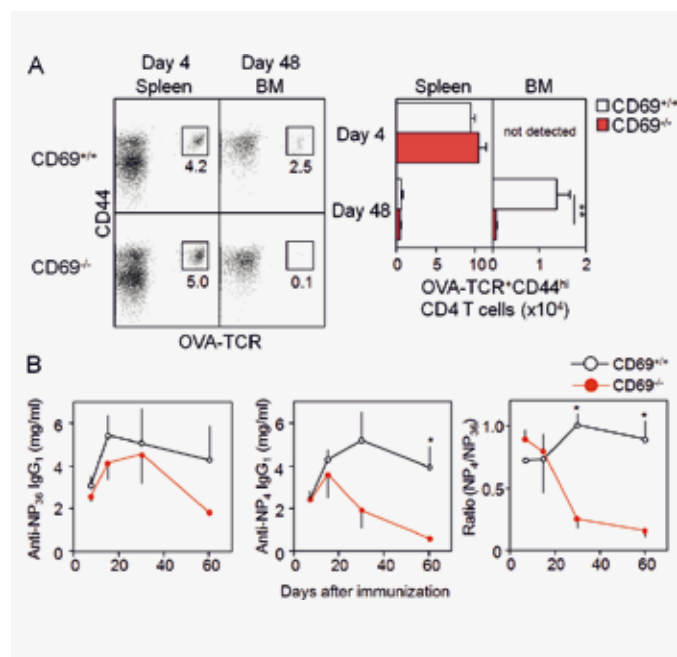 A
Day 4
Spleen
Day 48
BM
CD69+/+
4.2
2.5
CD69-/-
5.0
0.1
CD44
OVA-TCR
Spleen
BM
CD69+/+
CD69-/-
Day 4
not detected
Day 48
**
0 5 10 0 1 2
OVA-TCR+CD44hi
CD4 T cells (x10⁴)
B
CD69+/+
CD69-/-
Anti-NP36 IgG1 (mg/ml)
6
4
2
0
0 20 40 60
Anti-NP4 IgG1 (mg/ml)
6
4
2
0
*
0 20 40 60
Ratio (NP4/NP36)
1.0
0.5
0
* *
0 20 40 60
Days after immunization